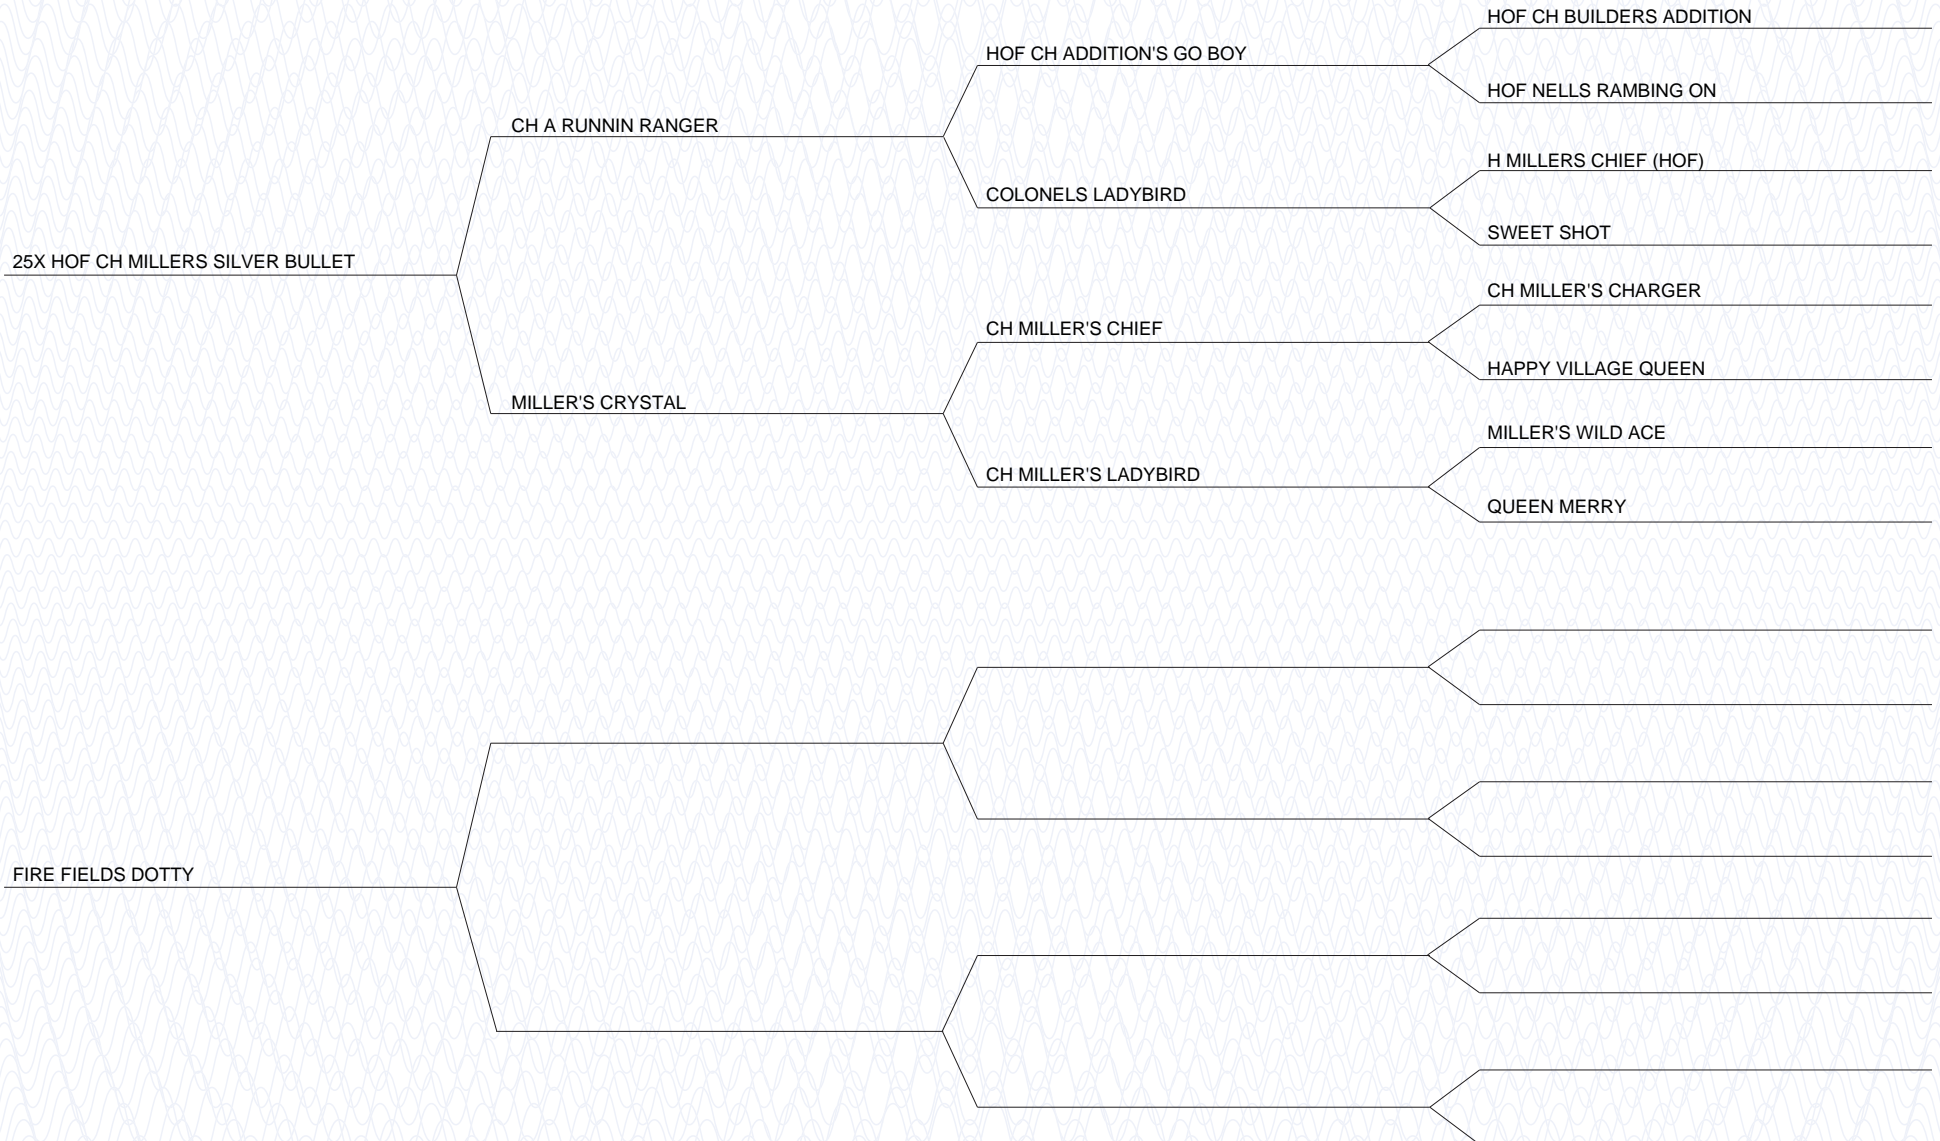 HOF CH BUILDERS ADDITION
HOF CH ADDITION'S GO BOY
HOF NELLS RAMBING ON
CH A RUNNIN RANGER
H MILLERS CHIEF (HOF)
COLONELS LADYBIRD
SWEET SHOT
25X HOF CH MILLERS SILVER BULLET
CH MILLER'S CHARGER
CH MILLER'S CHIEF
HAPPY VILLAGE QUEEN
MILLER'S CRYSTAL
MILLER'S WILD ACE
CH MILLER'S LADYBIRD
QUEEN MERRY
FIRE FIELDS DOTTY